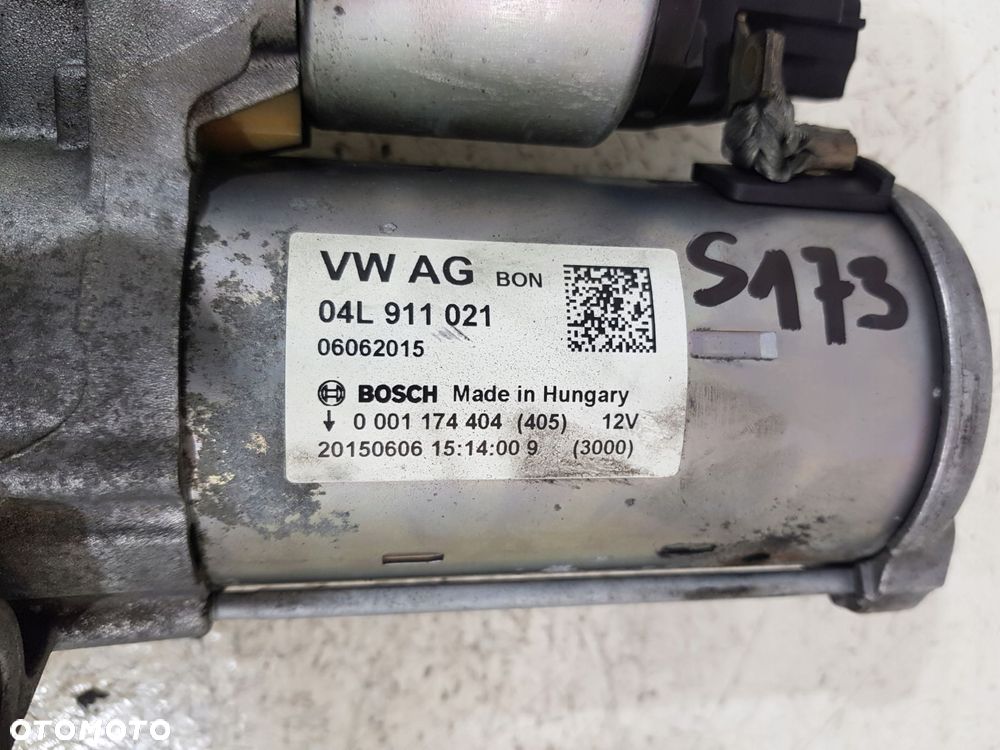 VW AG BON
04L 911 021
06062015
BOSCH Made in Hungary
↓ 0 001 174 404 (405) 12V
20150606 15:14:00 9 (3000)
S173
OTOMOTO